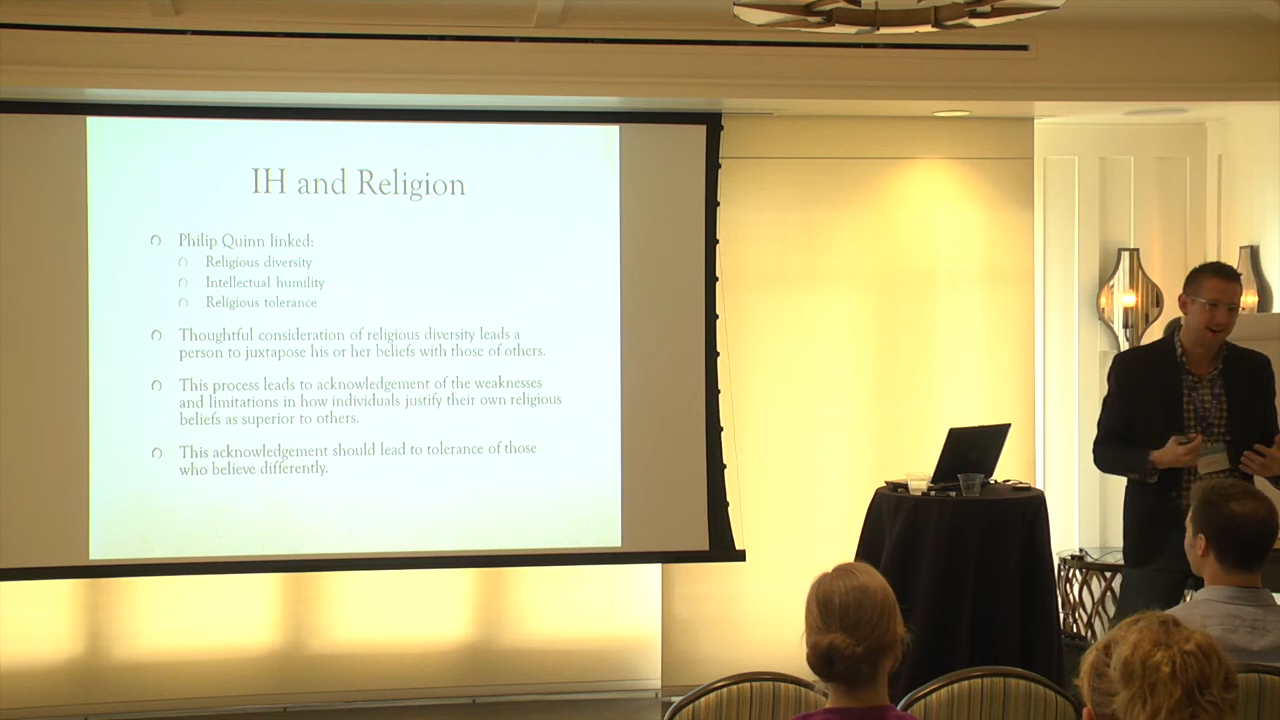 IH and Religion
Philip Quinn linked:
Religious diversity
Intellectual humility
Religious tolerance
Thoughtful consideration of religious diversity leads a
person to juxtapose his or her beliefs with those of others.
This process leads to acknowledgement of the weaknesses
and limitations in how individuals justify their own religious
beliefs as superior to others.
This acknowledgement should lead to tolerance of those
who believe differently.